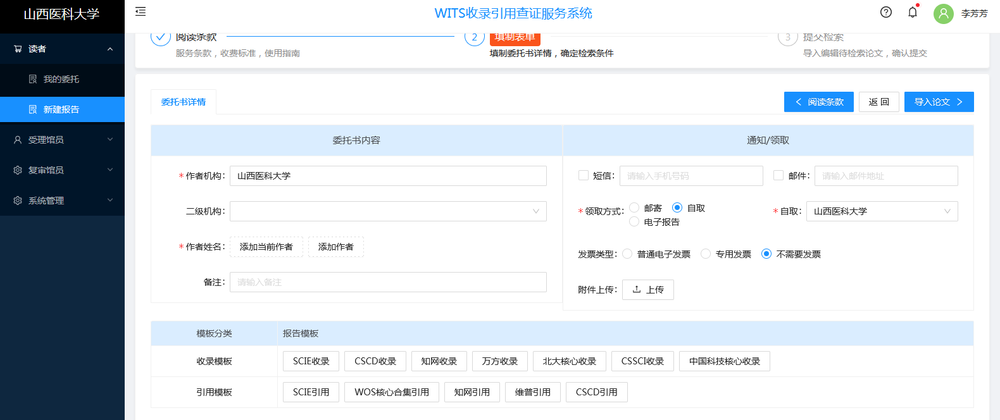 山西医科大学
WITS收录引用查证服务系统
李芳芳
读者
我的委托
新建报告
受理馆员
复审馆员
系统管理
阅读条款
2 填制表单
3 提交检索
服务条款，收费标准，使用指南
填制委托书详情，确定检索条件
导入编辑待检索论文，确认提交
委托书详情
阅读条款
返 回
导入论文
委托书内容
*作者机构: 山西医科大学
二级机构:
*作者姓名: 添加当前作者 添加作者
备注: 请输入备注
通知/领取
短信: 请输入手机号码 邮件: 请输入邮件地址
*领取方式: 邮寄 自取 *自取: 山西医科大学
电子报告
发票类型: 普通电子发票 专用发票 不需要发票
附件上传: 上传
模板分类 报告模板
收录模板 SCIE收录 CSCD收录 知网收录 万方收录 北大核心收录 CSSCI收录 中国科技核心收录
引用模板 SCIE引用 WOS核心合集引用 知网引用 维普引用 CSCD引用